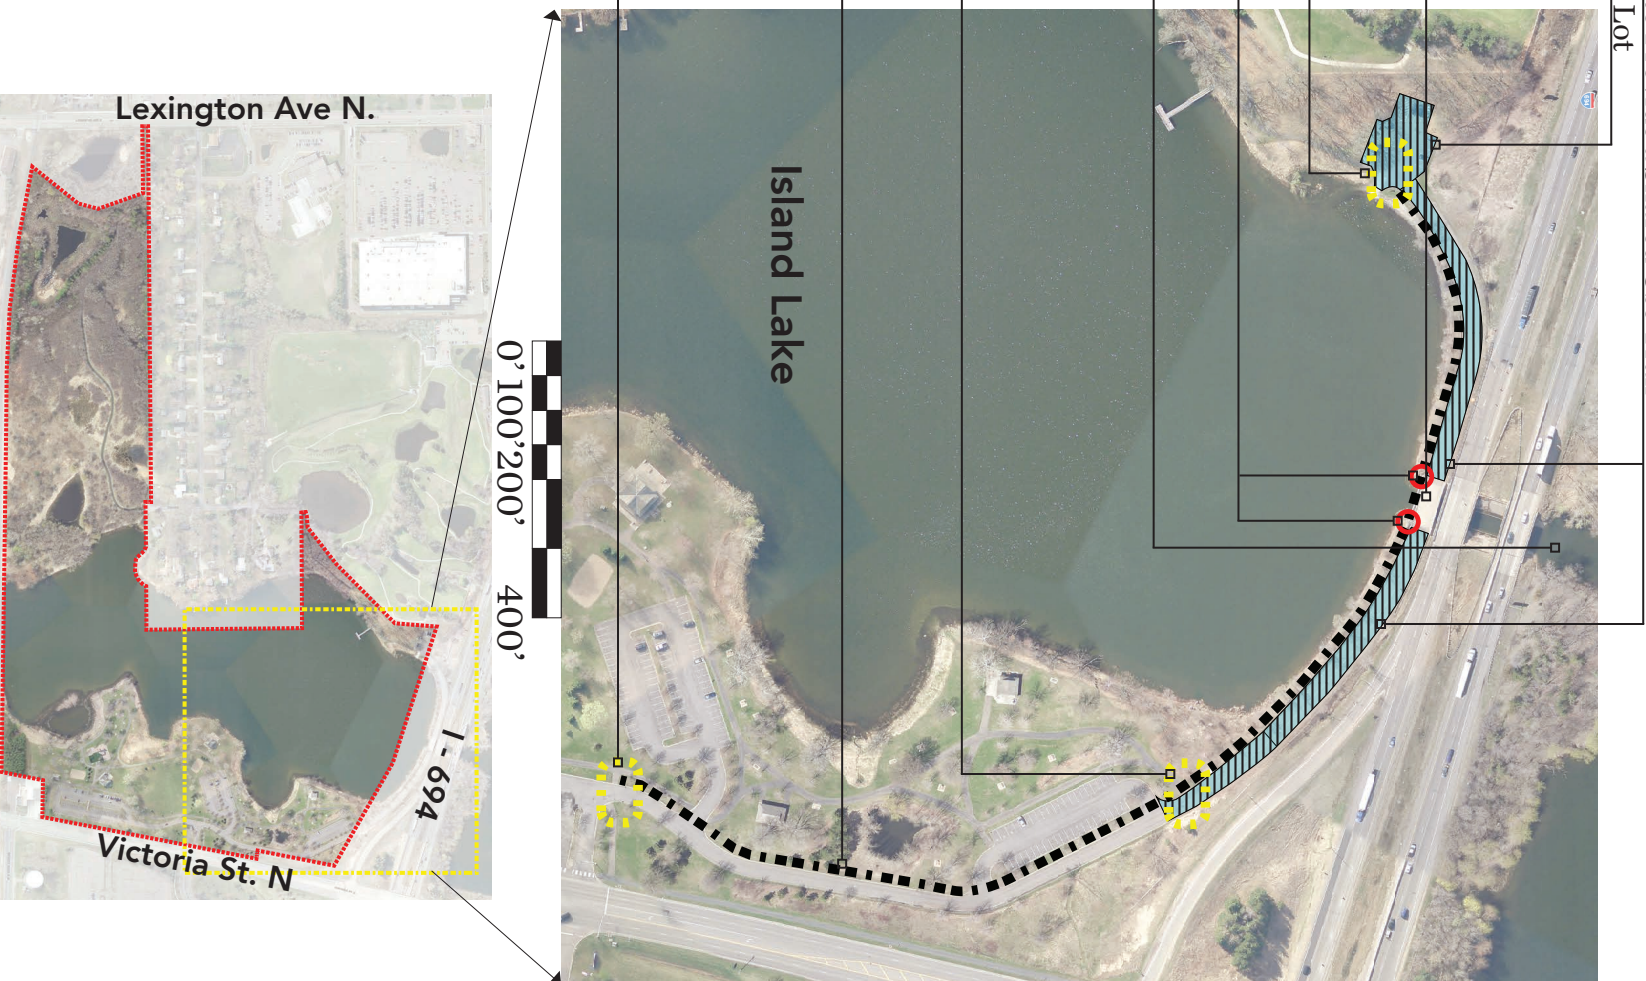 Lot
Lexington Ave N.
Island Lake
0' 100' 200' 400'
I - 694
Victoria St. N